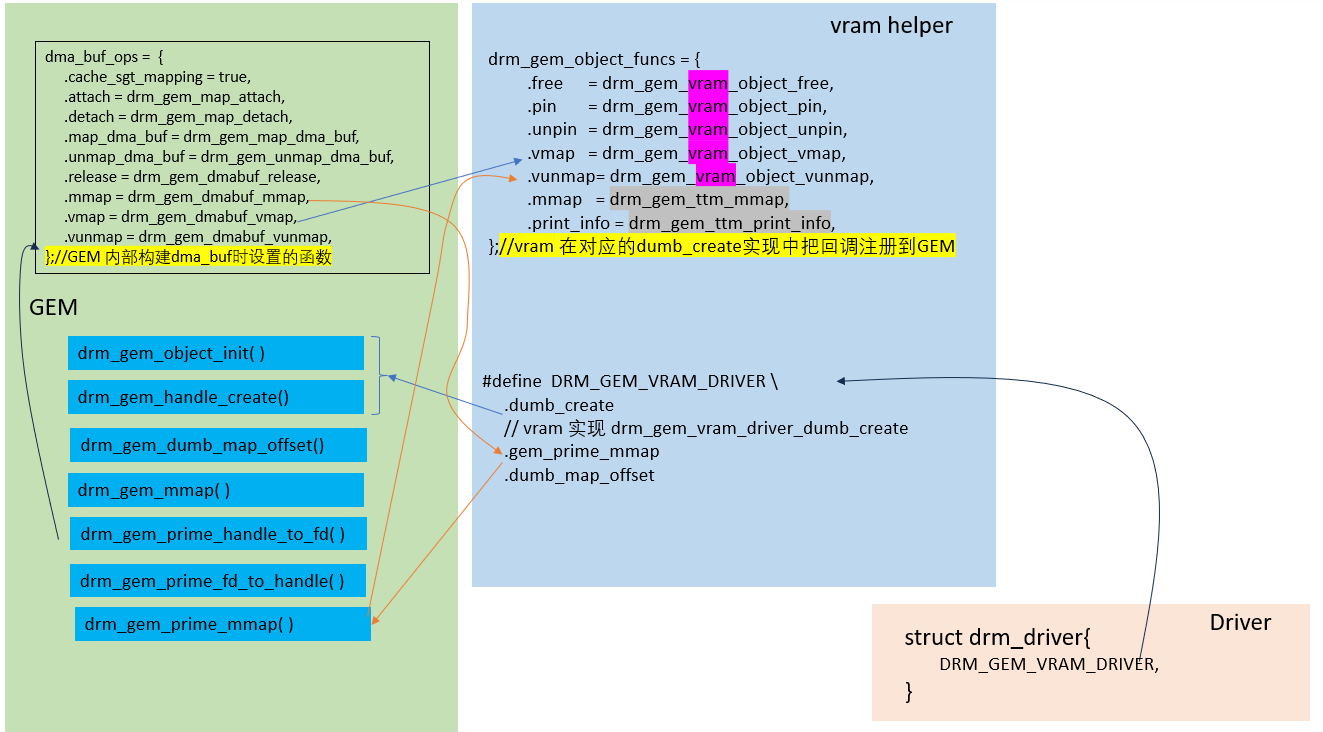 dma_buf_ops = {
.cache_sgt_mapping = true,
.attach = drm_gem_map_attach,
.detach = drm_gem_map_detach,
.map_dma_buf = drm_gem_map_dma_buf,
.unmap_dma_buf = drm_gem_unmap_dma_buf,
.release = drm_gem_dmabuf_release,
.mmap = drm_gem_dmabuf_mmap,
.vmap = drm_gem_dmabuf_vmap,
.vunmap = drm_gem_dmabuf_vunmap,
};//GEM 内部构建dma_buf时设置的函数
GEM
drm_gem_object_init( )
drm_gem_handle_create()
drm_gem_dumb_map_offset()
drm_gem_mmap( )
drm_gem_prime_handle_to_fd( )
drm_gem_prime_fd_to_handle( )
drm_gem_prime_mmap( )
vram helper
drm_gem_object_funcs = {
.free = drm_gem_vram_object_free,
.pin = drm_gem_vram_object_pin,
.unpin = drm_gem_vram_object_unpin,
.vmap = drm_gem_vram_object_vmap,
.vunmap= drm_gem_vram_object_vunmap,
.mmap = drm_gem_ttm_mmap,
.print_info = drm_gem_ttm_print_info,
};//vram 在对应的dumb_create实现中把回调注册到GEM
#define DRM_GEM_VRAM_DRIVER \
.dumb_create
// vram 实现 drm_gem_vram_driver_dumb_create
.gem_prime_mmap
.dumb_map_offset
Driver
struct drm_driver{
DRM_GEM_VRAM_DRIVER,
}